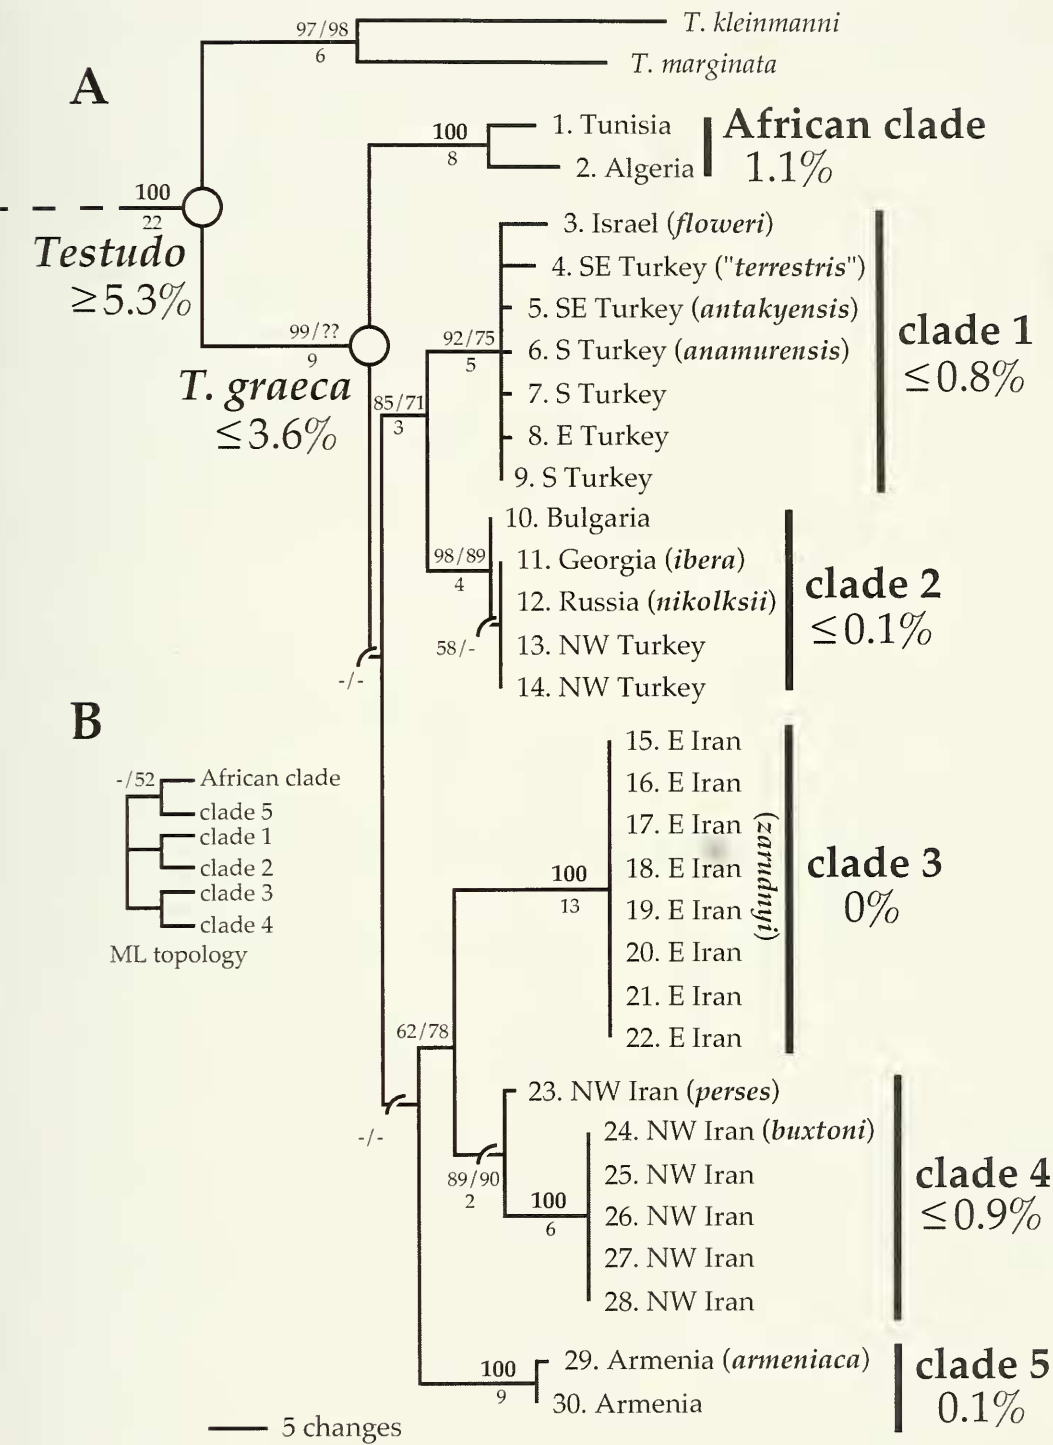 97/98
6
T. kleinmanni
T. marginata
A
100
8
1. Tunisia
2. Algeria
African clade
1.1%
100
22
Testudo
≥5.3%
99/??
9
T. graeca
≤3.6%
85/71
3
92/75
5
3. Israel (floweri)
4. SE Turkey ("terrestris")
5. SE Turkey (antakyensis)
6. S Turkey (anamurensis)
7. S Turkey
8. E Turkey
9. S Turkey
clade 1
≤0.8%
98/89
4
58/-
10. Bulgaria
11. Georgia (ibera)
12. Russia (nikolksii)
13. NW Turkey
14. NW Turkey
clade 2
≤0.1%
-/-
B
-/52
African clade
clade 5
clade 1
clade 2
clade 3
clade 4
ML topology
100
13
15. E Iran
16. E Iran
17. E Iran
18. E Iran
19. E Iran
20. E Iran
21. E Iran
22. E Iran
(zarudnyi)
clade 3
0%
62/78
-/-
89/90
2
100
6
23. NW Iran (perses)
24. NW Iran (buxtoni)
25. NW Iran
26. NW Iran
27. NW Iran
28. NW Iran
clade 4
≤0.9%
100
9
29. Armenia (armeniaca)
30. Armenia
clade 5
0.1%
5 changes